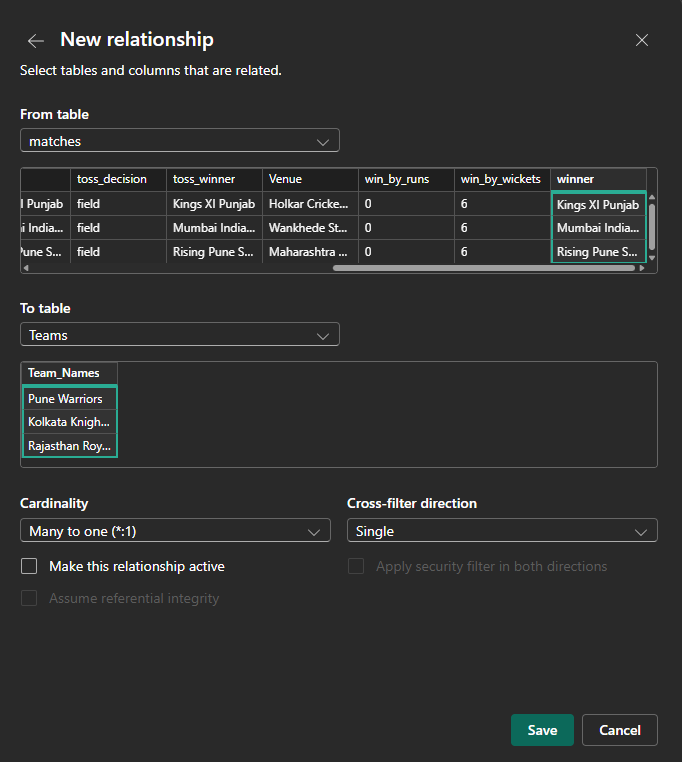 New relationship
Select tables and columns that are related.
From table
matches
toss_decision toss_winner Venue win_by_runs win_by_wickets winner
I Punjab field Kings XI Punjab Holkar Cricke... 0 6 Kings XI Punjab
i India... field Mumbai India... Wankhede St... 0 6 Mumbai India...
Pune S... field Rising Pune S... Maharashtra ... 0 6 Rising Pune S...
To table
Teams
Team_Names
Pune Warriors
Kolkata Knigh...
Rajasthan Roy...
Cardinality Cross-filter direction
Many to one (*:1) Single
Make this relationship active Apply security filter in both directions
Assume referential integrity
Save Cancel